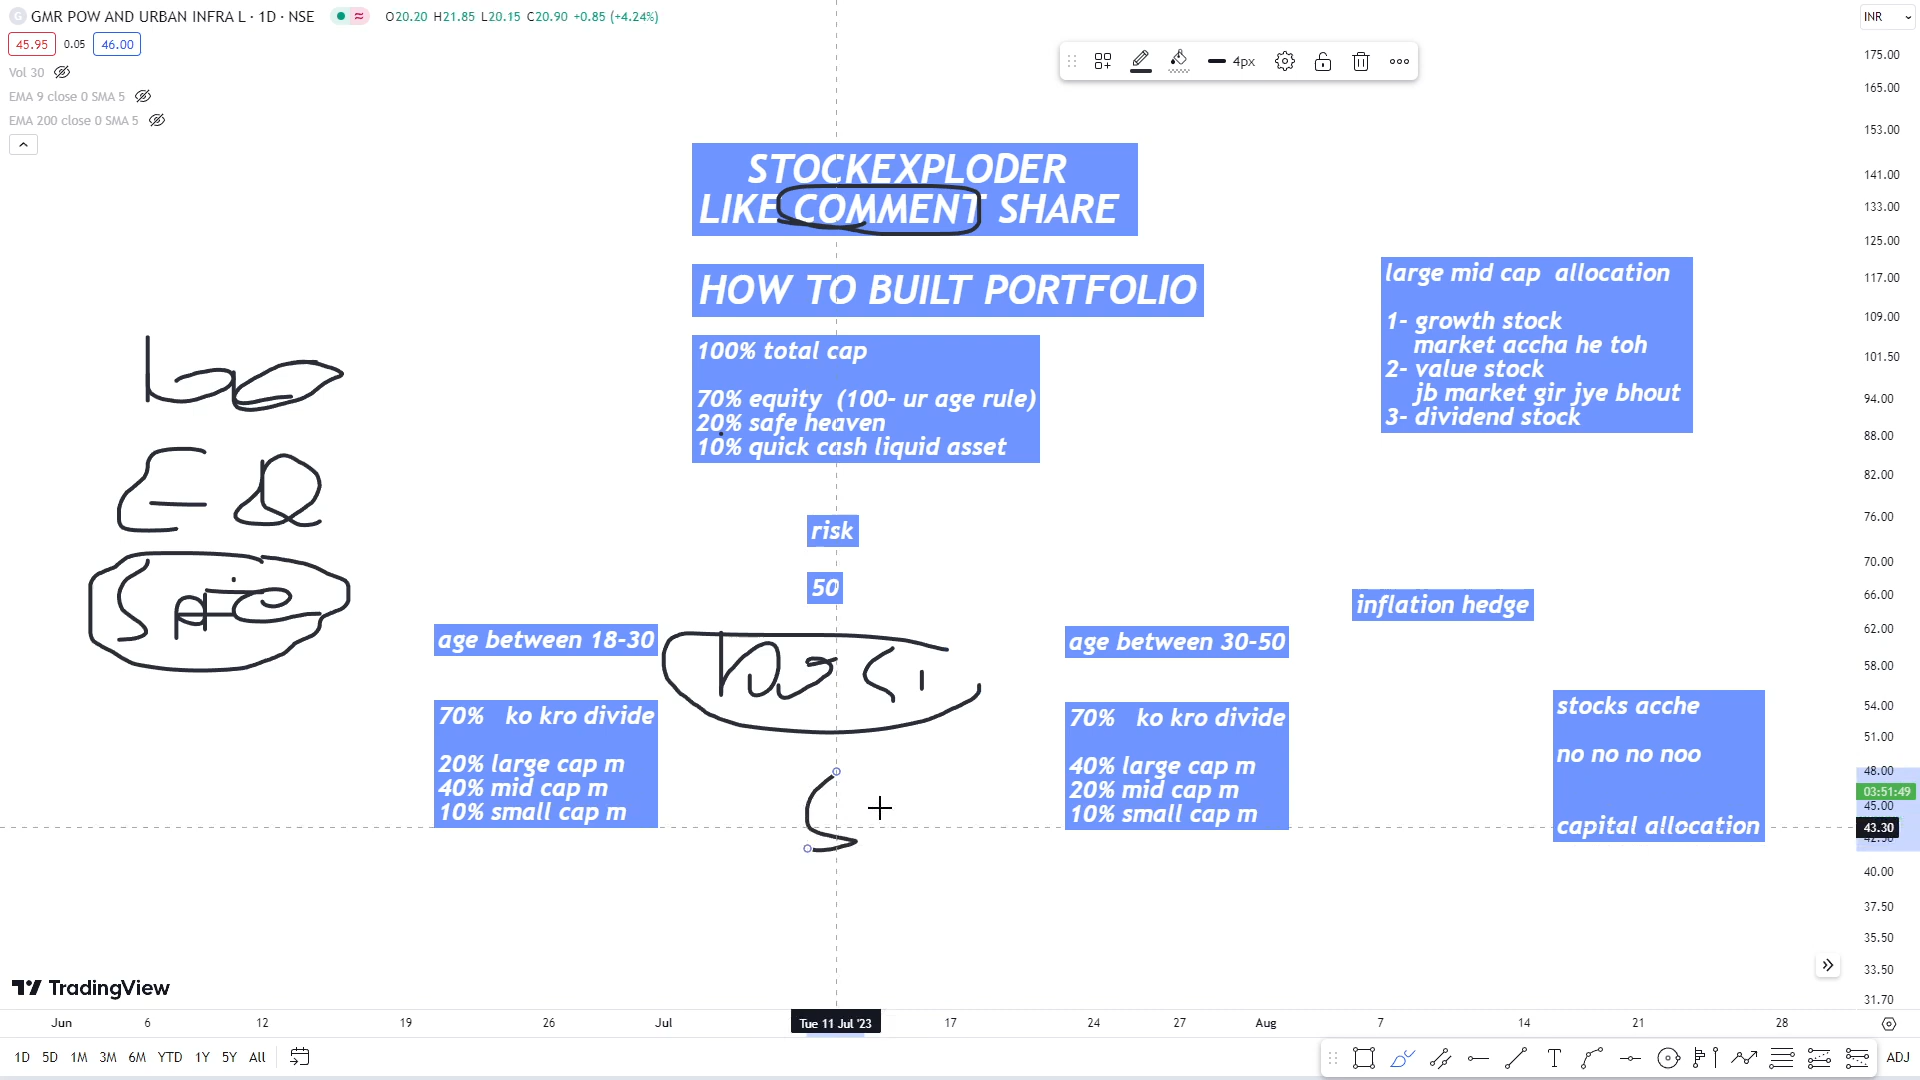 GMR POW AND URBAN INFRA L · 1D · NSE O20.20 H21.85 L20.15 C20.90 +0.85 (+4.24%)
INR
45.95 0.05 46.00
4px
Vol 30
EMA 9 close 0 SMA 5
EMA 200 close 0 SMA 5
STOCKEXPLODER
LIKE COMMENT SHARE
HOW TO BUILT PORTFOLIO
100% total cap
70% equity (100- ur age rule)
20% safe heaven
10% quick cash liquid asset
large mid cap allocation
1- growth stock
market accha he toh
2- value stock
jb market gir jye bhout
3- dividend stock
risk
50
inflation hedge
age between 18-30
70% ko kro divide
20% large cap m
40% mid cap m
10% small cap m
age between 30-50
70% ko kro divide
40% large cap m
20% mid cap m
10% small cap m
stocks acche
no no no noo
capital allocation
175.00
165.00
153.00
141.00
133.00
125.00
117.00
109.00
101.50
94.00
88.00
82.00
76.00
70.00
66.00
62.00
58.00
54.00
51.00
48.00
03:51:49
45.00
43.30
40.00
37.50
35.50
33.50
31.70
TradingView
Jun 6 12 19 26 Jul Tue 11 Jul '23 17 24 27 Aug 7 14 21 28
1D 5D 1M 3M 6M YTD 1Y 5Y All
ADJ